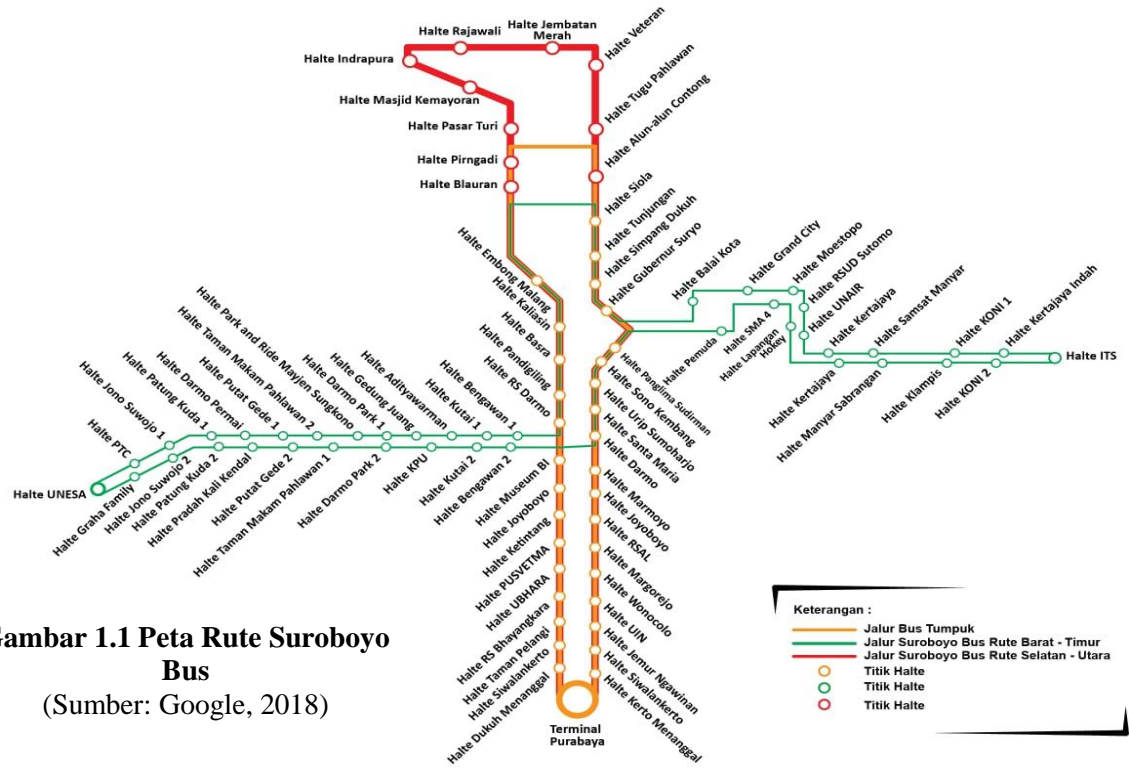 Halte Rajawali
Halte Jembatan
Merah
Halte Veteran
Halte Indrapura
Halte Masjid Kemayoran
Halte Tugu Pahlawan
Halte Pasar Turi
Halte Alun-alun Contong
Halte Pirngadi
Halte Blauran
Halte Siola
Halte Tunjungan
Halte Simpang Dukuh
Halte Gubernur Suryo
Halte Balai Kota
Halte Grand City
Halte Moestopo
Halte RSUD Sutomo
Halte UNAIR
Halte Kertajaya
Halte Samsat Manyar
Halte KONI 1
Halte Kertajaya Indah
Halte ITS
Halte Pemuda
Halte SMA 4
Halte Lapangan
Hokey
Halte Kertajaya
Halte Manyar Sabrangan
Halte Klampis
Halte KONI 2
Halte Embong Malang
Halte Kaliasin
Halte Basra
Halte Pandigiling
Halte RS Darmo
Halte Panglima Sudirman
Halte Sono Kembang
Halte Urip Sumoharjo
Halte Santa Maria
Halte Darmo
Halte PTC
Halte Jono Suwojo 1
Halte Patung Kuda 1
Halte Darmo Permai
Halte Putat Gede 1
Halte Taman Makam Pahlawan 2
Halte Park and Ride Mayjen Sungkono
Halte Darmo Park 1
Halte Gedung Juang
Halte Adityawarman
Halte Kutai 1
Halte Bengawan 1
Halte UNESA
Halte Graha Family
Halte Jono Suwojo 2
Halte Patung Kuda 2
Halte Pradah Kali Kendal
Halte Putat Gede 2
Halte Taman Makam Pahlawan 1
Halte Darmo Park 2
Halte KPU
Halte Kutai 2
Halte Bengawan 2
Halte Museum BI
Halte Joyoboyo
Halte Ketintang
Halte PUSVETMA
Halte UBHARA
Halte RS Bhayangkara
Halte Taman Pelangi
Halte Siwalankerto
Halte Dukuh Menanggal
Halte Marmoyo
Halte Joyoboyo
Halte RSAL
Halte Margorejo
Halte Wonocolo
Halte UIN
Halte Jemur Ngawinan
Halte Siwalankerto
Halte Kerto Menanggal
Terminal
Purabaya
Keterangan :
Jalur Bus Tumpuk
Jalur Suroboyo Bus Rute Barat - Timur
Jalur Suroboyo Bus Rute Selatan - Utara
Titik Halte
Titik Halte
Titik Halte
ambar 1.1 Peta Rute Suroboyo
Bus
(Sumber: Google, 2018)